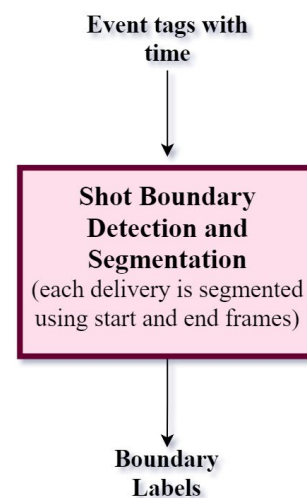 Event tags with
time
Shot Boundary
Detection and
Segmentation
(each delivery is segmented
using start and end frames)
Boundary
Labels